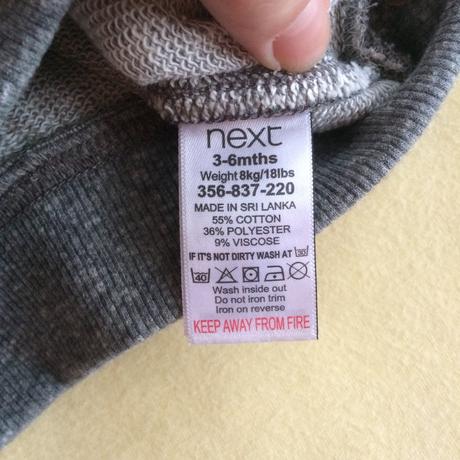 next
3-6mths
Weight 8kg/18lbs
356-837-220
MADE IN SRI LANKA
55% COTTON
36% POLYESTER
9% VISCOSE
IF IT'S NOT DIRTY WASH AT 30
40
Wash inside out
Do not iron trim
Iron on reverse
KEEP AWAY FROM FIRE